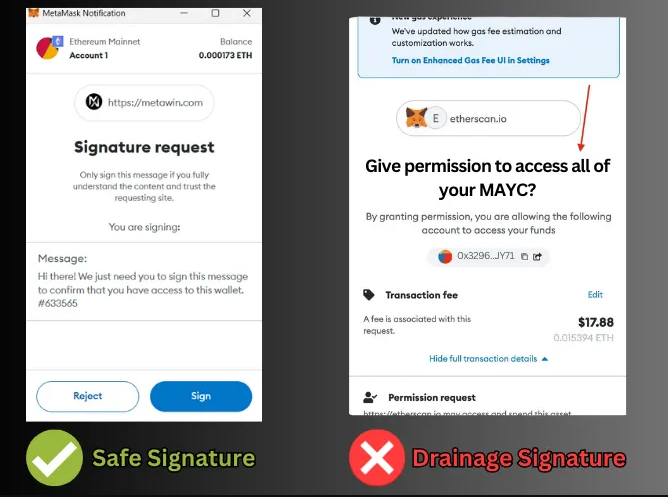 MetaMask Notification
Ethereum Mainnet
Account 1
Balance
0.000173 ETH
https://metawin.com
Signature request
Only sign this message if you fully
understand the content and trust the
requesting site.
You are signing:
Message:
Hi there! We just need you to sign this message
to confirm that you have access to this wallet.
#633565
Reject
Sign
Safe Signature
New gas experience
We've updated how gas fee estimation and
customization works.
Turn on Enhanced Gas Fee UI in Settings
E
etherscan.io
Give permission to access all of
your MAYC?
By granting permission, you are allowing the following
account to access your funds
0x3296...JY71
Transaction fee
Edit
A fee is associated with this
request.
$17.88
0.015394 ETH
Hide full transaction details
Permission request
https://etherscan.io may access and spend this asset
Drainage Signature